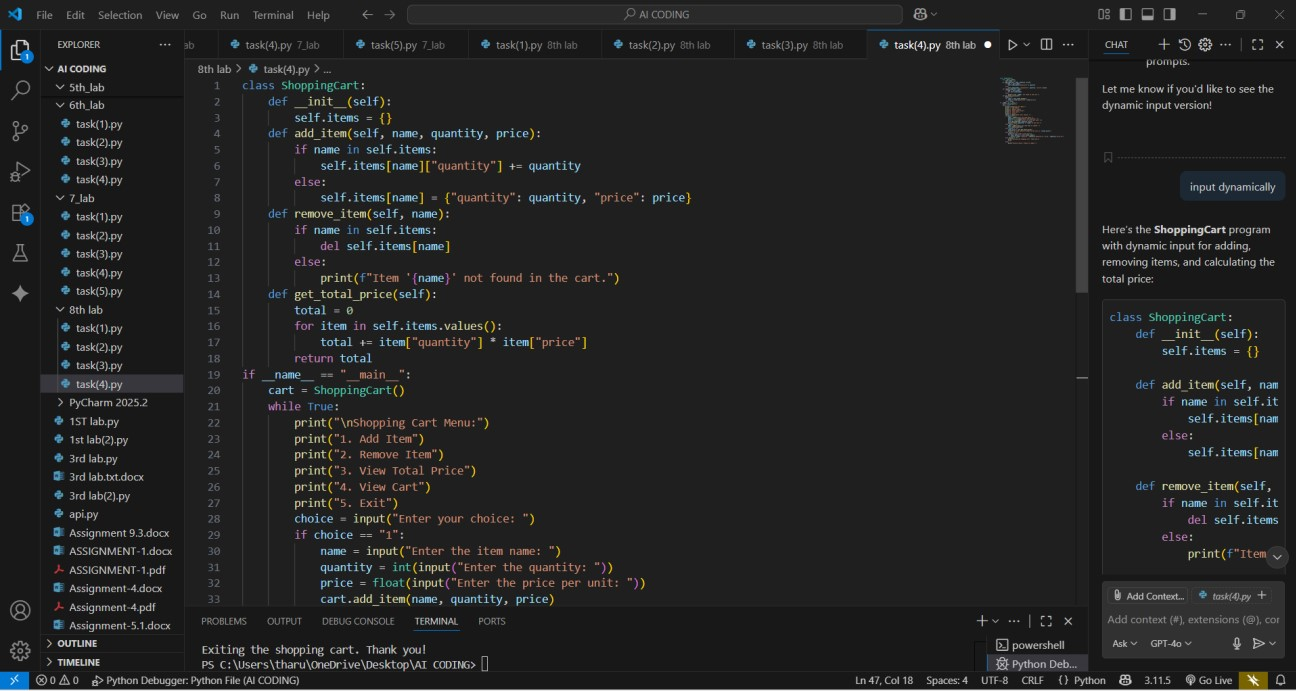 File Edit Selection View Go Run Terminal Help
AI CODING
EXPLORER
ab
task(4).py 7_lab
task(5).py 7_lab
task(1).py 8th lab
task(2).py 8th lab
task(3).py 8th lab
task(4).py 8th lab
CHAT
AI CODING
5th_lab
6th_lab
task(1).py
task(2).py
task(3).py
task(4).py
7_lab
task(1).py
task(2).py
task(3).py
task(4).py
task(5).py
8th lab
task(1).py
task(2).py
task(3).py
task(4).py
PyCharm 2025.2
1ST lab.py
1st lab(2).py
3rd lab.py
3rd lab.txt.docx
3rd lab(2).py
api.py
Assignment 9.3.docx
ASSIGNMENT-1.docx
ASSIGNMENT-1.pdf
Assignment-4.docx
Assignment-4.pdf
Assignment-5.1.docx
OUTLINE
TIMELINE
8th lab > task(4).py > ...
1 class ShoppingCart:
2 def __init__(self):
3 self.items = {}
4 def add_item(self, name, quantity, price):
5 if name in self.items:
6 self.items[name]["quantity"] += quantity
7 else:
8 self.items[name] = {"quantity": quantity, "price": price}
9 def remove_item(self, name):
10 if name in self.items:
11 del self.items[name]
12 else:
13 print(f"Item '{name}' not found in the cart.")
14 def get_total_price(self):
15 total = 0
16 for item in self.items.values():
17 total += item["quantity"] * item["price"]
18 return total
19 if __name__ == "__main__":
20 cart = ShoppingCart()
21 while True:
22 print("\nShopping Cart Menu:")
23 print("1. Add Item")
24 print("2. Remove Item")
25 print("3. View Total Price")
26 print("4. View Cart")
27 print("5. Exit")
28 choice = input("Enter your choice: ")
29 if choice == "1":
30 name = input("Enter the item name: ")
31 quantity = int(input("Enter the quantity: "))
32 price = float(input("Enter the price per unit: "))
33 cart.add_item(name, quantity, price)
PROBLEMS OUTPUT DEBUG CONSOLE TERMINAL PORTS
Exiting the shopping cart. Thank you!
PS C:\Users\tharu\OneDrive\Desktop\AI CODING>
powershell
Python Deb...
prompts.
Let me know if you'd like to see the
dynamic input version!
input dynamically
Here's the ShoppingCart program
with dynamic input for adding,
removing items, and calculating the
total price:
class ShoppingCart:
def __init__(self):
self.items = {}
def add_item(self, nam
if name in self.it
self.items[nam
else:
self.items[nam
def remove_item(self,
if name in self.it
del self.items
else:
print(f"Item
Add Context... task(4).py +
Add context (#), extensions (@), cor
Ask GPT-4o
0 0 Python Debugger: Python File (AI CODING)
Ln 47, Col 18 Spaces: 4 UTF-8 CRLF {} Python 3.11.5 Go Live